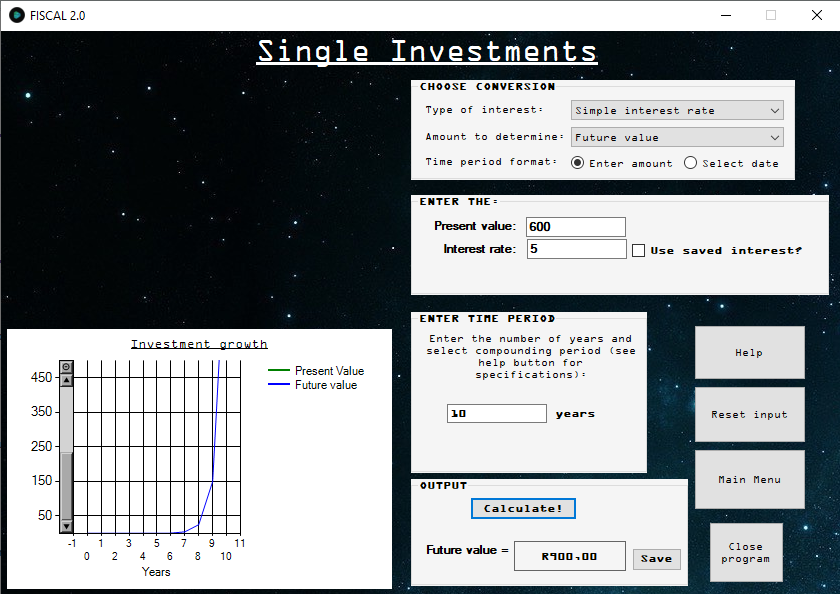 FISCAL 2.0
Single Investments
CHOOSE CONVERSION
Type of interest: Simple interest rate
Amount to determine: Future value
Time period format: Enter amount Select date
ENTER THE:
Present value: 600
Interest rate: 5 Use saved interest?
ENTER TIME PERIOD
Enter the number of years and
select compounding period (see
help button for
specifications):
10 years
Help
Reset input
Main Menu
Close
program
OUTPUT
Calculate!
Future value = R900,00 Save
Investment growth
Present Value
Future value
450
350
250
150
50
-1 1 3 5 7 9 11
0 2 4 6 8 10
Years